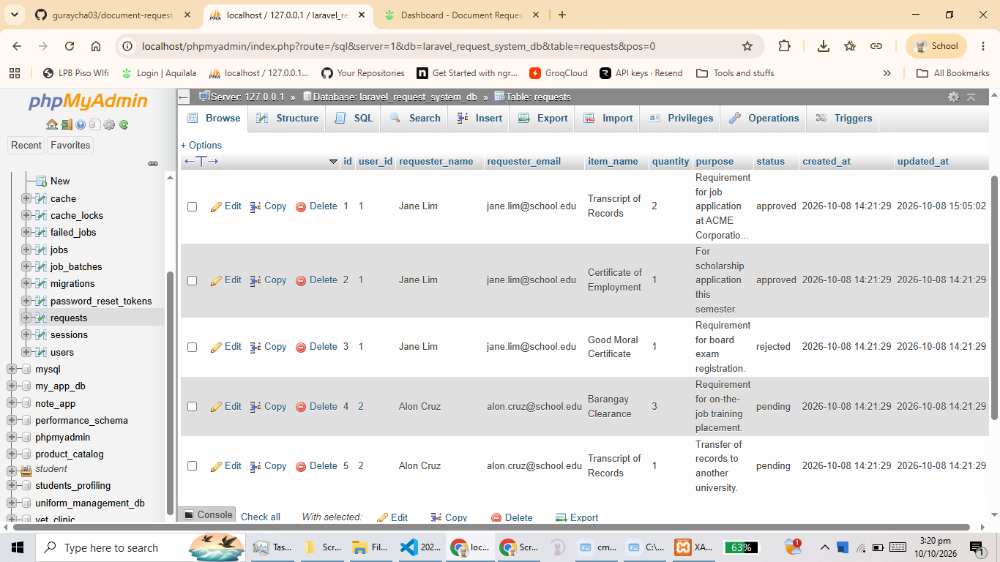 guraycha03/document-request
localhost / 127.0.0.1 / laravel_re
Dashboard - Document Reques
localhost/phpmyadmin/index.php?route=/sql&server=1&db=laravel_request_system_db&table=requests&pos=0
School
LPB Piso WIfi
Login | Aquilala
localhost / 127.0.0.1...
Your Repositories
Get Started with ngr...
GroqCloud
API keys · Resend
Tools and stuffs
All Bookmarks
phpMyAdmin
Recent
Favorites
New
cache
cache_locks
failed_jobs
jobs
job_batches
migrations
password_reset_tokens
requests
sessions
users
mysql
my_app_db
note_app
performance_schema
phpmyadmin
product_catalog
student
students_profiling
uniform_management_db
vet_clinic
Server: 127.0.0.1 » Database: laravel_request_system_db » Table: requests
Browse Structure SQL Search Insert Export Import Privileges Operations Triggers
+ Options
id user_id requester_name requester_email item_name quantity purpose status created_at updated_at
Edit Copy Delete 1 1 Jane Lim jane.lim@school.edu
Transcript of
Records
2
Requirement
for job
application
at ACME
Corporatio...
approved 2026-10-08 14:21:29 2026-10-08 15:05:02
Edit Copy Delete 2 1 Jane Lim jane.lim@school.edu
Certificate of
Employment
1
For
scholarship
application
this
semester.
approved 2026-10-08 14:21:29 2026-10-08 14:21:29
Edit Copy Delete 3 1 Jane Lim jane.lim@school.edu
Good Moral
Certificate
1
Requirement
for board
exam
registration.
rejected 2026-10-08 14:21:29 2026-10-08 14:21:29
Edit Copy Delete 4 2 Alon Cruz alon.cruz@school.edu
Barangay
Clearance
3
Requirement
for on-the-
job training
placement.
pending 2026-10-08 14:21:29 2026-10-08 14:21:29
Edit Copy Delete 5 2 Alon Cruz alon.cruz@school.edu
Transcript of
Records
1
Transfer of
records to
another
university.
pending 2026-10-08 14:21:29 2026-10-08 14:21:29
Console
Check all With selected: Edit Copy Delete Export
Type here to search
Tas...
Scr...
Fil...
202...
loc...
Scr...
cm...
C:\...
XA...
63%
1
3:20 pm
10/10/2026
1